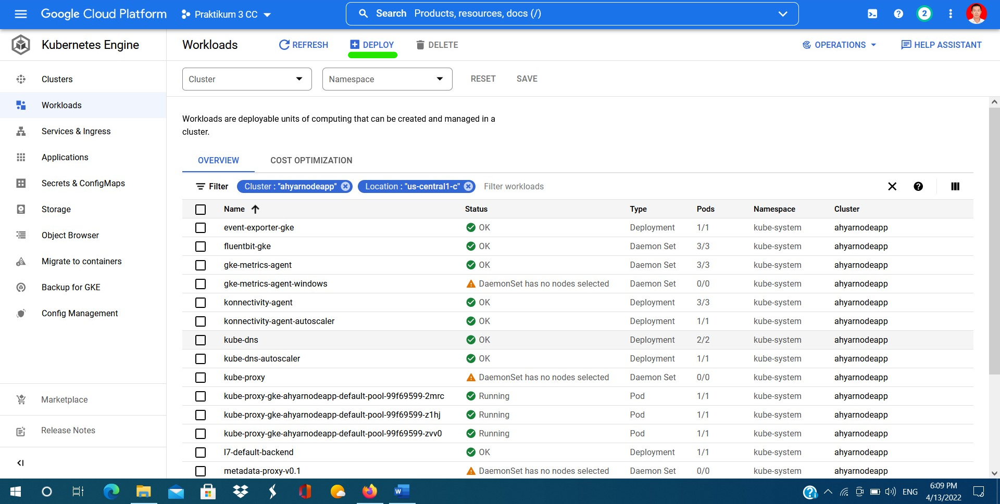 Google Cloud Platform Praktikum 3 CC Search Products, resources, docs (/) 2
Kubernetes Engine
Workloads REFRESH DEPLOY DELETE OPERATIONS HELP ASSISTANT
Clusters
Workloads
Services & Ingress
Applications
Secrets & ConfigMaps
Storage
Object Browser
Migrate to containers
Backup for GKE
Config Management
Marketplace
Release Notes
Cluster Namespace RESET SAVE
Workloads are deployable units of computing that can be created and managed in a
cluster.
OVERVIEW COST OPTIMIZATION
Filter Cluster : "ahyarnodeapp" Location : "us-central1-c" Filter workloads
Name Status Type Pods Namespace Cluster
event-exporter-gke OK Deployment 1/1 kube-system ahyarnodeapp
fluentbit-gke OK Daemon Set 3/3 kube-system ahyarnodeapp
gke-metrics-agent OK Daemon Set 3/3 kube-system ahyarnodeapp
gke-metrics-agent-windows DaemonSet has no nodes selected Daemon Set 0/0 kube-system ahyarnodeapp
konnectivity-agent OK Deployment 3/3 kube-system ahyarnodeapp
konnectivity-agent-autoscaler OK Deployment 1/1 kube-system ahyarnodeapp
kube-dns OK Deployment 2/2 kube-system ahyarnodeapp
kube-dns-autoscaler OK Deployment 1/1 kube-system ahyarnodeapp
kube-proxy DaemonSet has no nodes selected Daemon Set 0/0 kube-system ahyarnodeapp
kube-proxy-gke-ahyarnodeapp-default-pool-99f69599-2mrc Running Pod 1/1 kube-system ahyarnodeapp
kube-proxy-gke-ahyarnodeapp-default-pool-99f69599-z1hj Running Pod 1/1 kube-system ahyarnodeapp
kube-proxy-gke-ahyarnodeapp-default-pool-99f69599-zvv0 Running Pod 1/1 kube-system ahyarnodeapp
l7-default-backend OK Deployment 1/1 kube-system ahyarnodeapp
metadata-proxy-v0.1 DaemonSet has no nodes selected Daemon Set 0/0 kube-system ahyarnodeapp
ENG 6:09 PM
4/13/2022